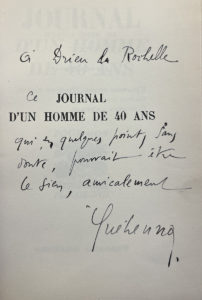 à Drieu La Rochelle
ce JOURNAL
D'UN HOMME DE 40 ANS
qui en quelques points, sans
doute, pourrait être
le sien, amicalement
Guéhenno